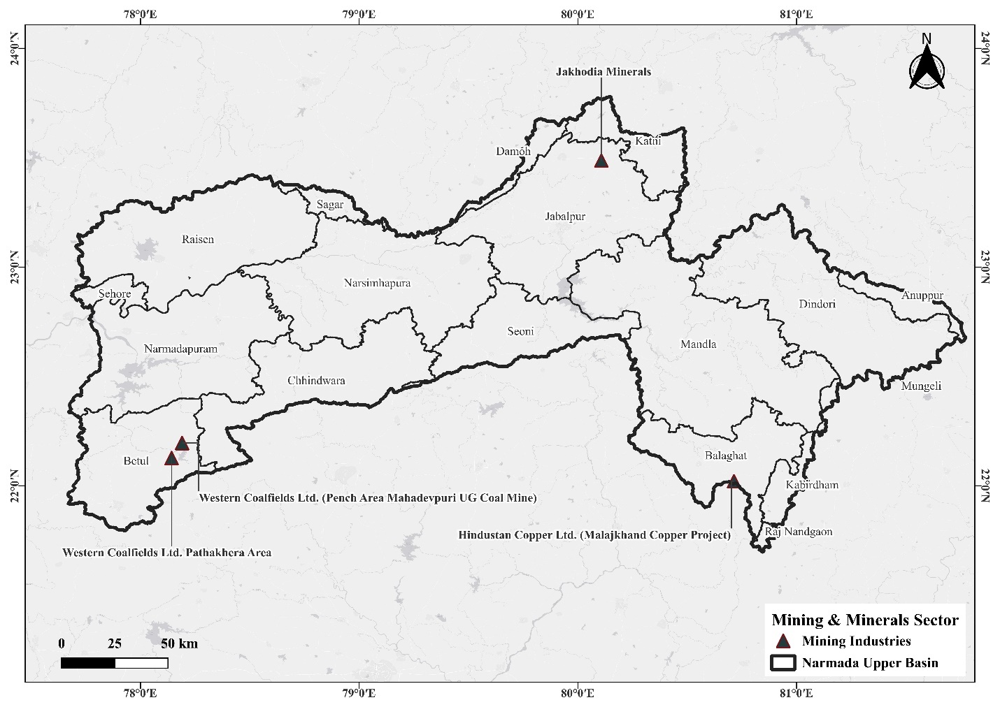 78°0'E 79°0'E 80°0'E 81°0'E
24°0'N
24°0'N
N
Jakhodia Minerals
Katni
Damoh
Sagar
Jabalpur
Raisen
23°0'N
23°0'N
Narsimhapura
Sehore
Anuppur
Dindori
Seoni
Mandla
Narmadapuram
Chhindwara
Mungeli
Betul
Balaghat
22°0'N
22°0'N
Kabirdham
Western Coalfields Ltd. (Pench Area Mahadevpuri UG Coal Mine)
Raj Nandgaon
Hindustan Copper Ltd. (Malajkhand Copper Project)
Western Coalfields Ltd. Pathakhera Area
Mining & Minerals Sector
Mining Industries
Narmada Upper Basin
0 25 50 km
78°0'E 79°0'E 80°0'E 81°0'E